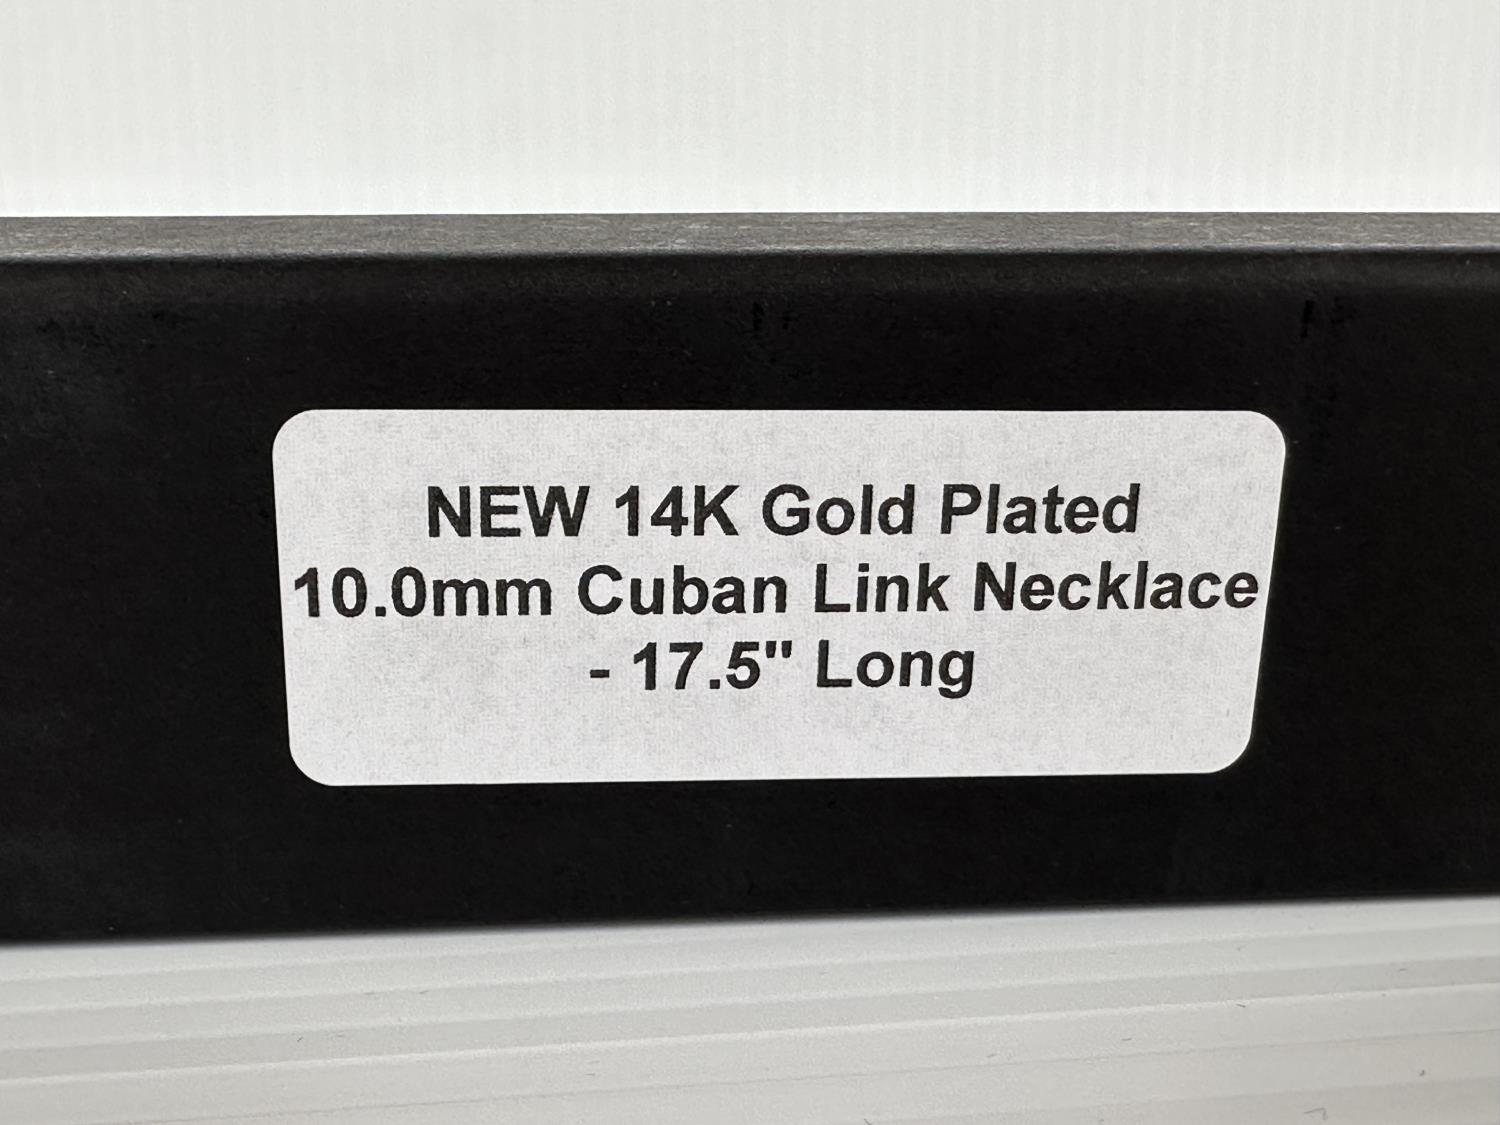 NEW 14K Gold Plated
10.0mm Cuban Link Necklace
- 17.5" Long